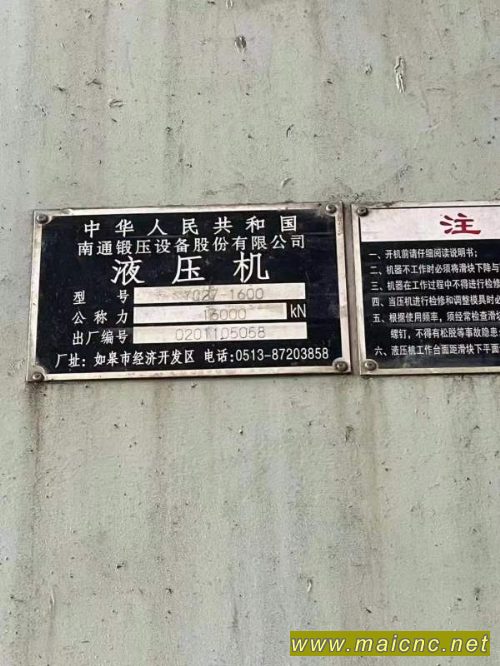 中华人民共和国
南通锻压设备股份有限公司
液压机
型号 YQ27-1600
公称力 16000 kN
出厂编号 0201105058
厂址：如皋市经济开发区 电话：0513-87203858
注
一、开机前请仔细阅读说明书；
二、机器不工作时必须将滑块下降与
三、机器在工作过程中不得进行检修
四、当压机进行检修和调整模具时必
五、根据使用频率，须经常检查滑块
螺钉，不得有松脱等事故隐患
六、液压机工作台面距滑块下平面
www.maicnc.net